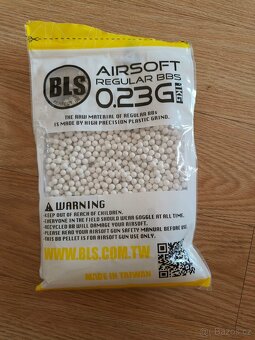 BLS
AIRSOFT
REGULAR BBS
0.23G
1KG
THE RAW MATERIAL OF REGULAR BBS
IS MADE BY HIGH PRECISION PLASTIC GRIND.
WARNING
-KEEP OUT OF REACH OF CHILDREN.
-EVERYONE IN THE FIELD SHOULD WEAR GOGGLE AT ALL TIME.
-RECYCLED BB WILL DAMAGE YOUR AIRSOFT.
-PLEASE READ YOUR AIRSOFT GUN SAFETY MANUAL BEFORE USE
-THIS BB PELLET IS FOR AIRSOFT GUN USE ONLY.
WWW.BLS.COM.TW
MADE IN TAIWAN